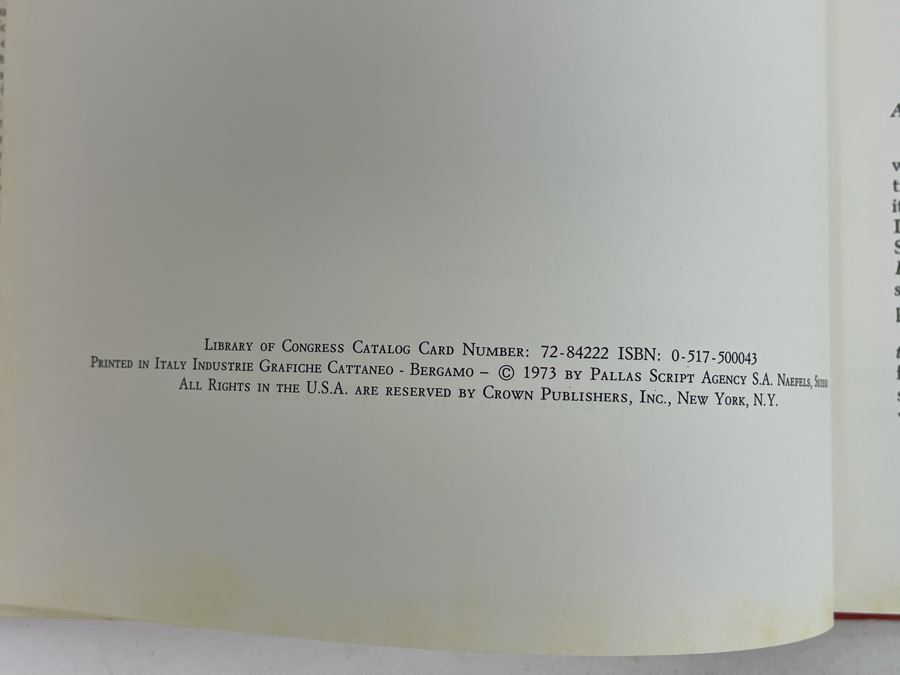 Library of Congress Catalog Card Number: 72-84222 ISBN: 0-517-500043
Printed in Italy Industrie Grafiche Cattaneo - Bergamo – © 1973 by Pallas Script Agency S.A. Naefels,
All Rights in the U.S.A. are reserved by Crown Publishers, Inc., New York, N.Y.